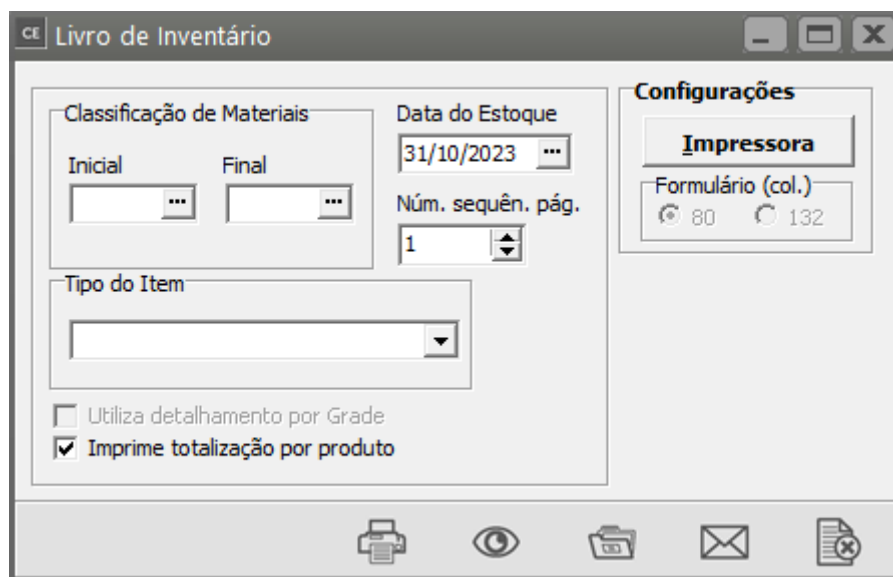 CE Livro de Inventário
Classificação de Materiais
Inicial Final
Data do Estoque
31/10/2023
Núm. sequên. pág.
1
Tipo do Item
Utiliza detalhamento por Grade
Imprime totalização por produto
Configurações
Impressora
Formulário (col.)
80 132